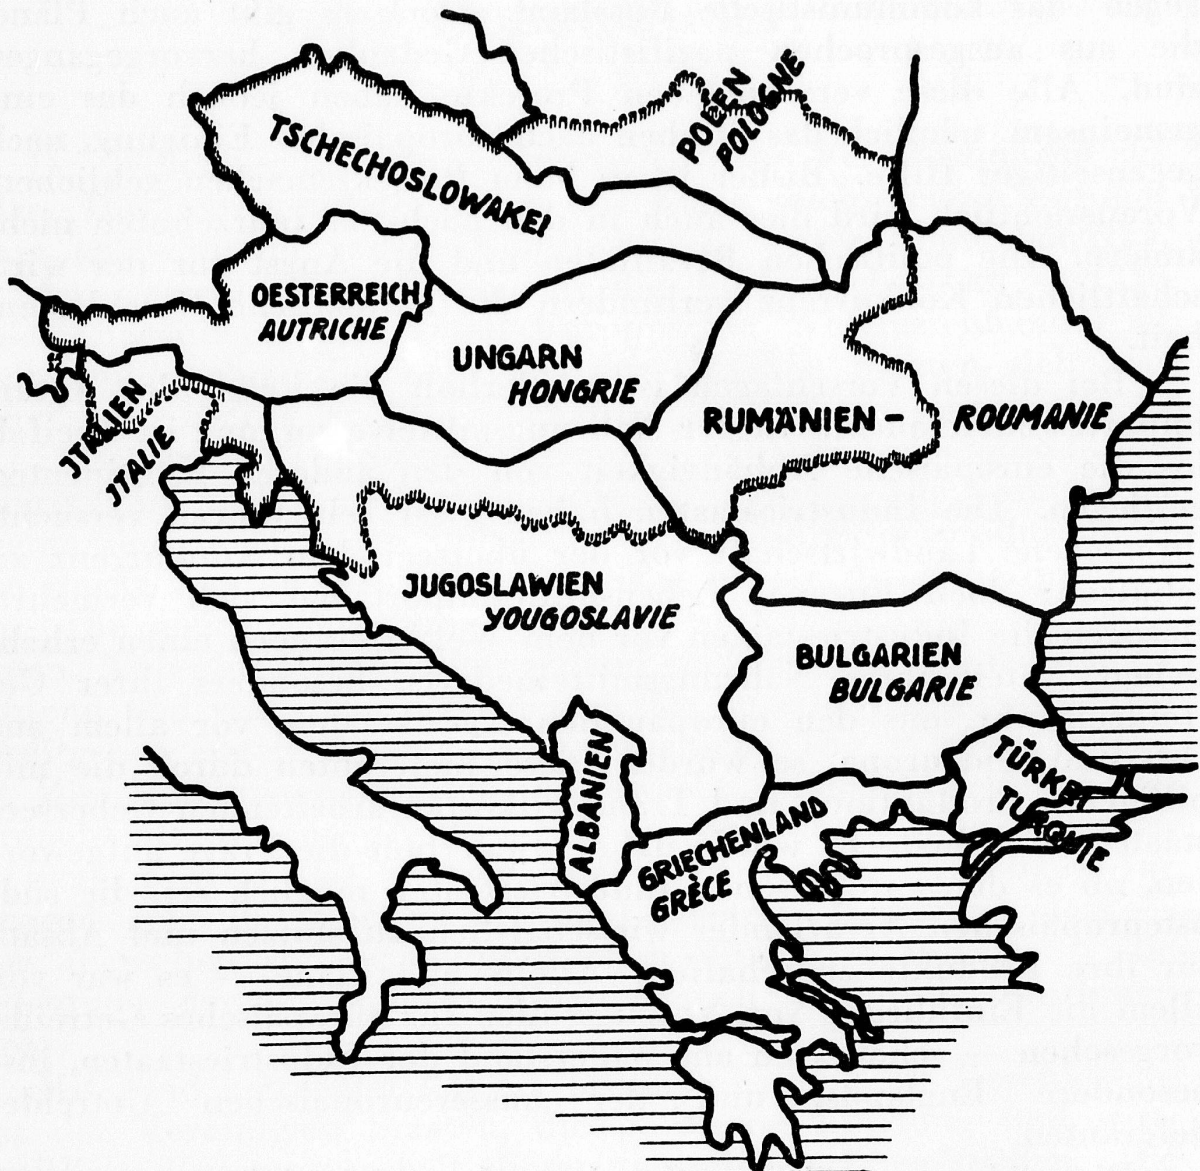 POLEN
POLOGNE
TSCHECHOSLOWAKEI
OESTERREICH
AUTRICHE
UNGARN
HONGRIE
JTALIEN
JTALIE
RUMÄNIEN - ROUMANIE
JUGOSLAWIEN
YOUGOSLAVIE
BULGARIEN
BULGARIE
ALBANIEN
GRIECHENLAND
GRÈCE
TÜRKEI
TURQUIE